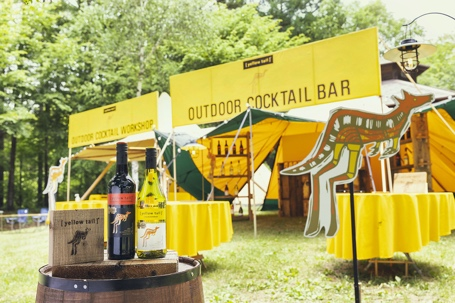 [yellow tail]
OUTDOOR COCKTAIL BAR
OUTDOOR COCKTAIL WORKSHOP
[yellow tail]